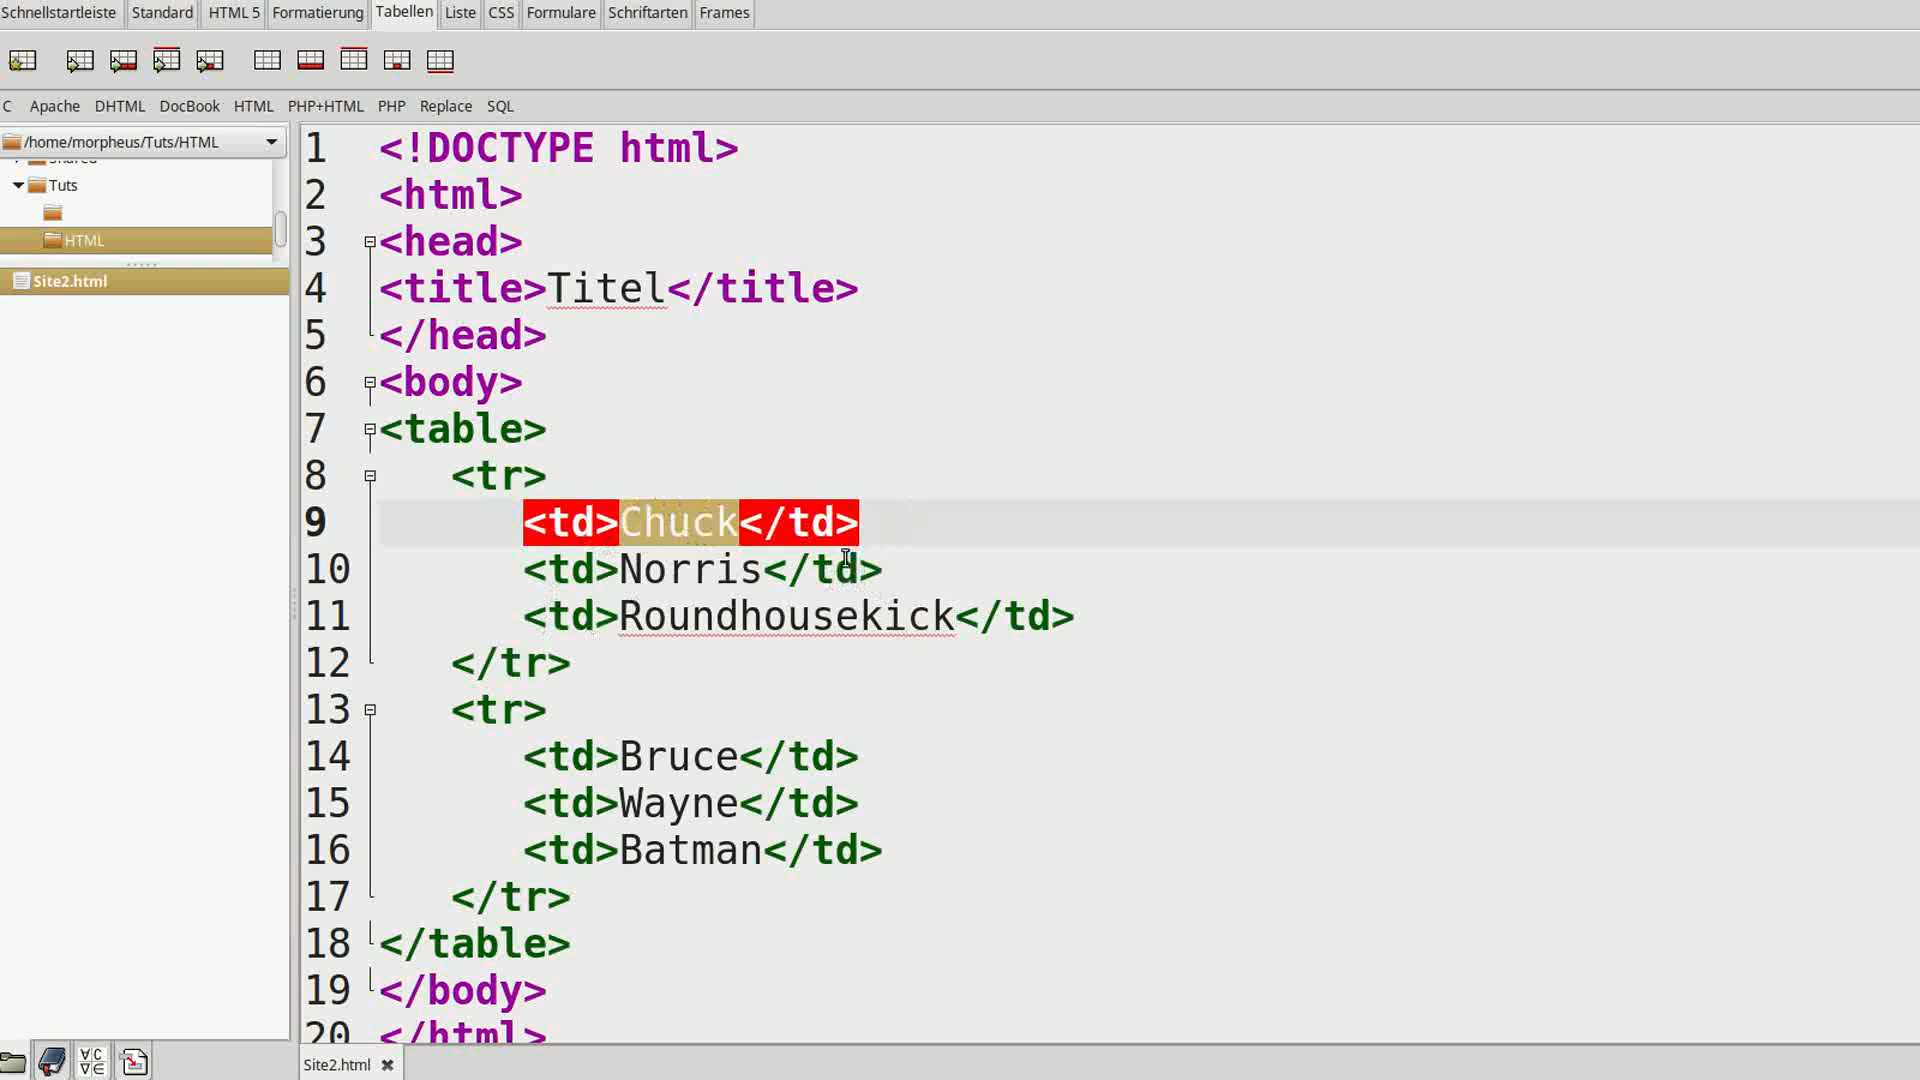 Schnellstartleiste Standard HTML 5 Formatierung Tabellen Liste CSS Formulare Schriftarten Frames
C Apache DHTML DocBook HTML PHP+HTML PHP Replace SQL
/home/morpheus/Tuts/HTML
Shared
Tuts
HTML
Site2.html
1 <!DOCTYPE html>
2 <html>
3 <head>
4 <title>Titel</title>
5 </head>
6 <body>
7 <table>
8 <tr>
9 <td>Chuck</td>
10 <td>Norris</td>
11 <td>Roundhousekick</td>
12 </tr>
13 <tr>
14 <td>Bruce</td>
15 <td>Wayne</td>
16 <td>Batman</td>
17 </tr>
18 </table>
19 </body>
20 </html>
∀C
∇∈
Site2.html